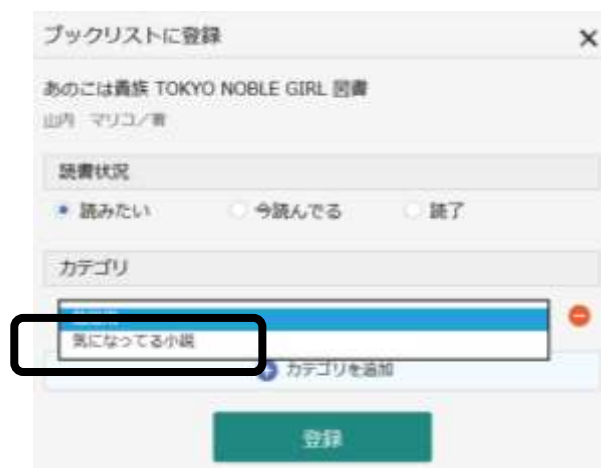 ブックリストに登録
あのこは貴族 TOKYO NOBLE GIRL 図書
山内 マリコ/著
読書状況
読みたい 今読んでる 読了
カテゴリ
気になってる小説
カテゴリを追加
登録